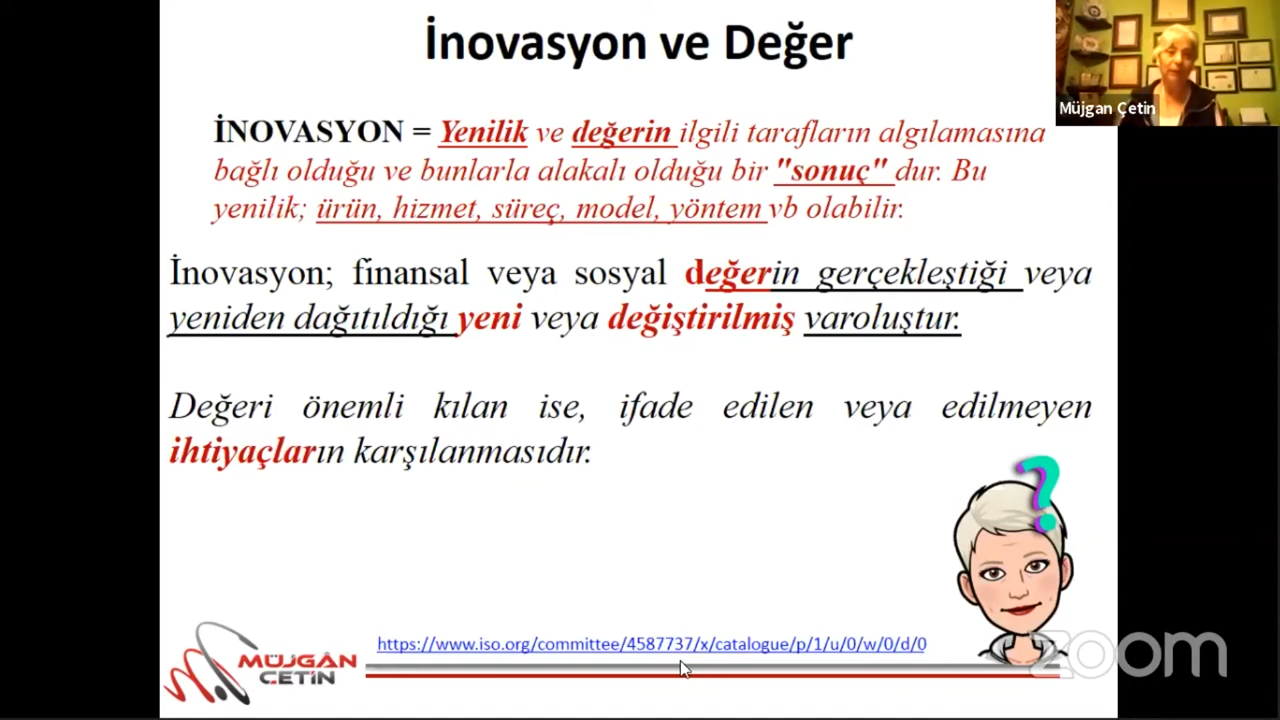 İnovasyon ve Değer
Müjgan Çetin
İNOVASYON = Yenilik ve değerin ilgili tarafların algılamasına
bağlı olduğu ve bunlarla alakalı olduğu bir "sonuç" dur. Bu
yenilik; ürün, hizmet, süreç, model, yöntem vb olabilir.
İnovasyon; finansal veya sosyal değerin gerçekleştiği veya
yeniden dağıtıldığı yeni veya değiştirilmiş varoluştur.
Değeri önemli kılan ise, ifade edilen veya edilmeyen
ihtiyaçların karşılanmasıdır.
?
https://www.iso.org/committee/4587737/x/catalogue/p/1/u/0/w/0/d/0
MÜJGÂN
ÇETİN
zoom